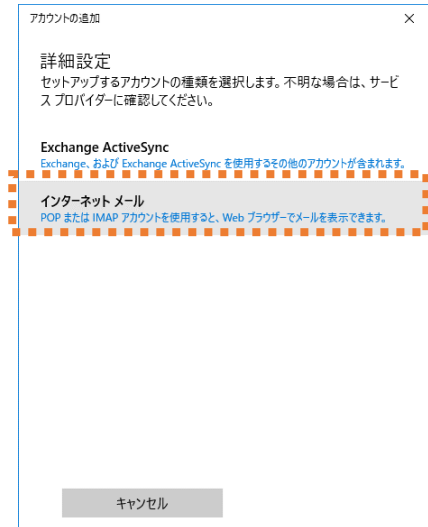 アカウントの追加
詳細設定
セットアップするアカウントの種類を選択します。不明な場合は、サービ
ス プロバイダーに確認してください。
Exchange ActiveSync
Exchange、および Exchange ActiveSync を使用するその他のアカウントが含まれます。
インターネット メール
POP または IMAP アカウントを使用すると、Web ブラウザーでメールを表示できます。
キャンセル